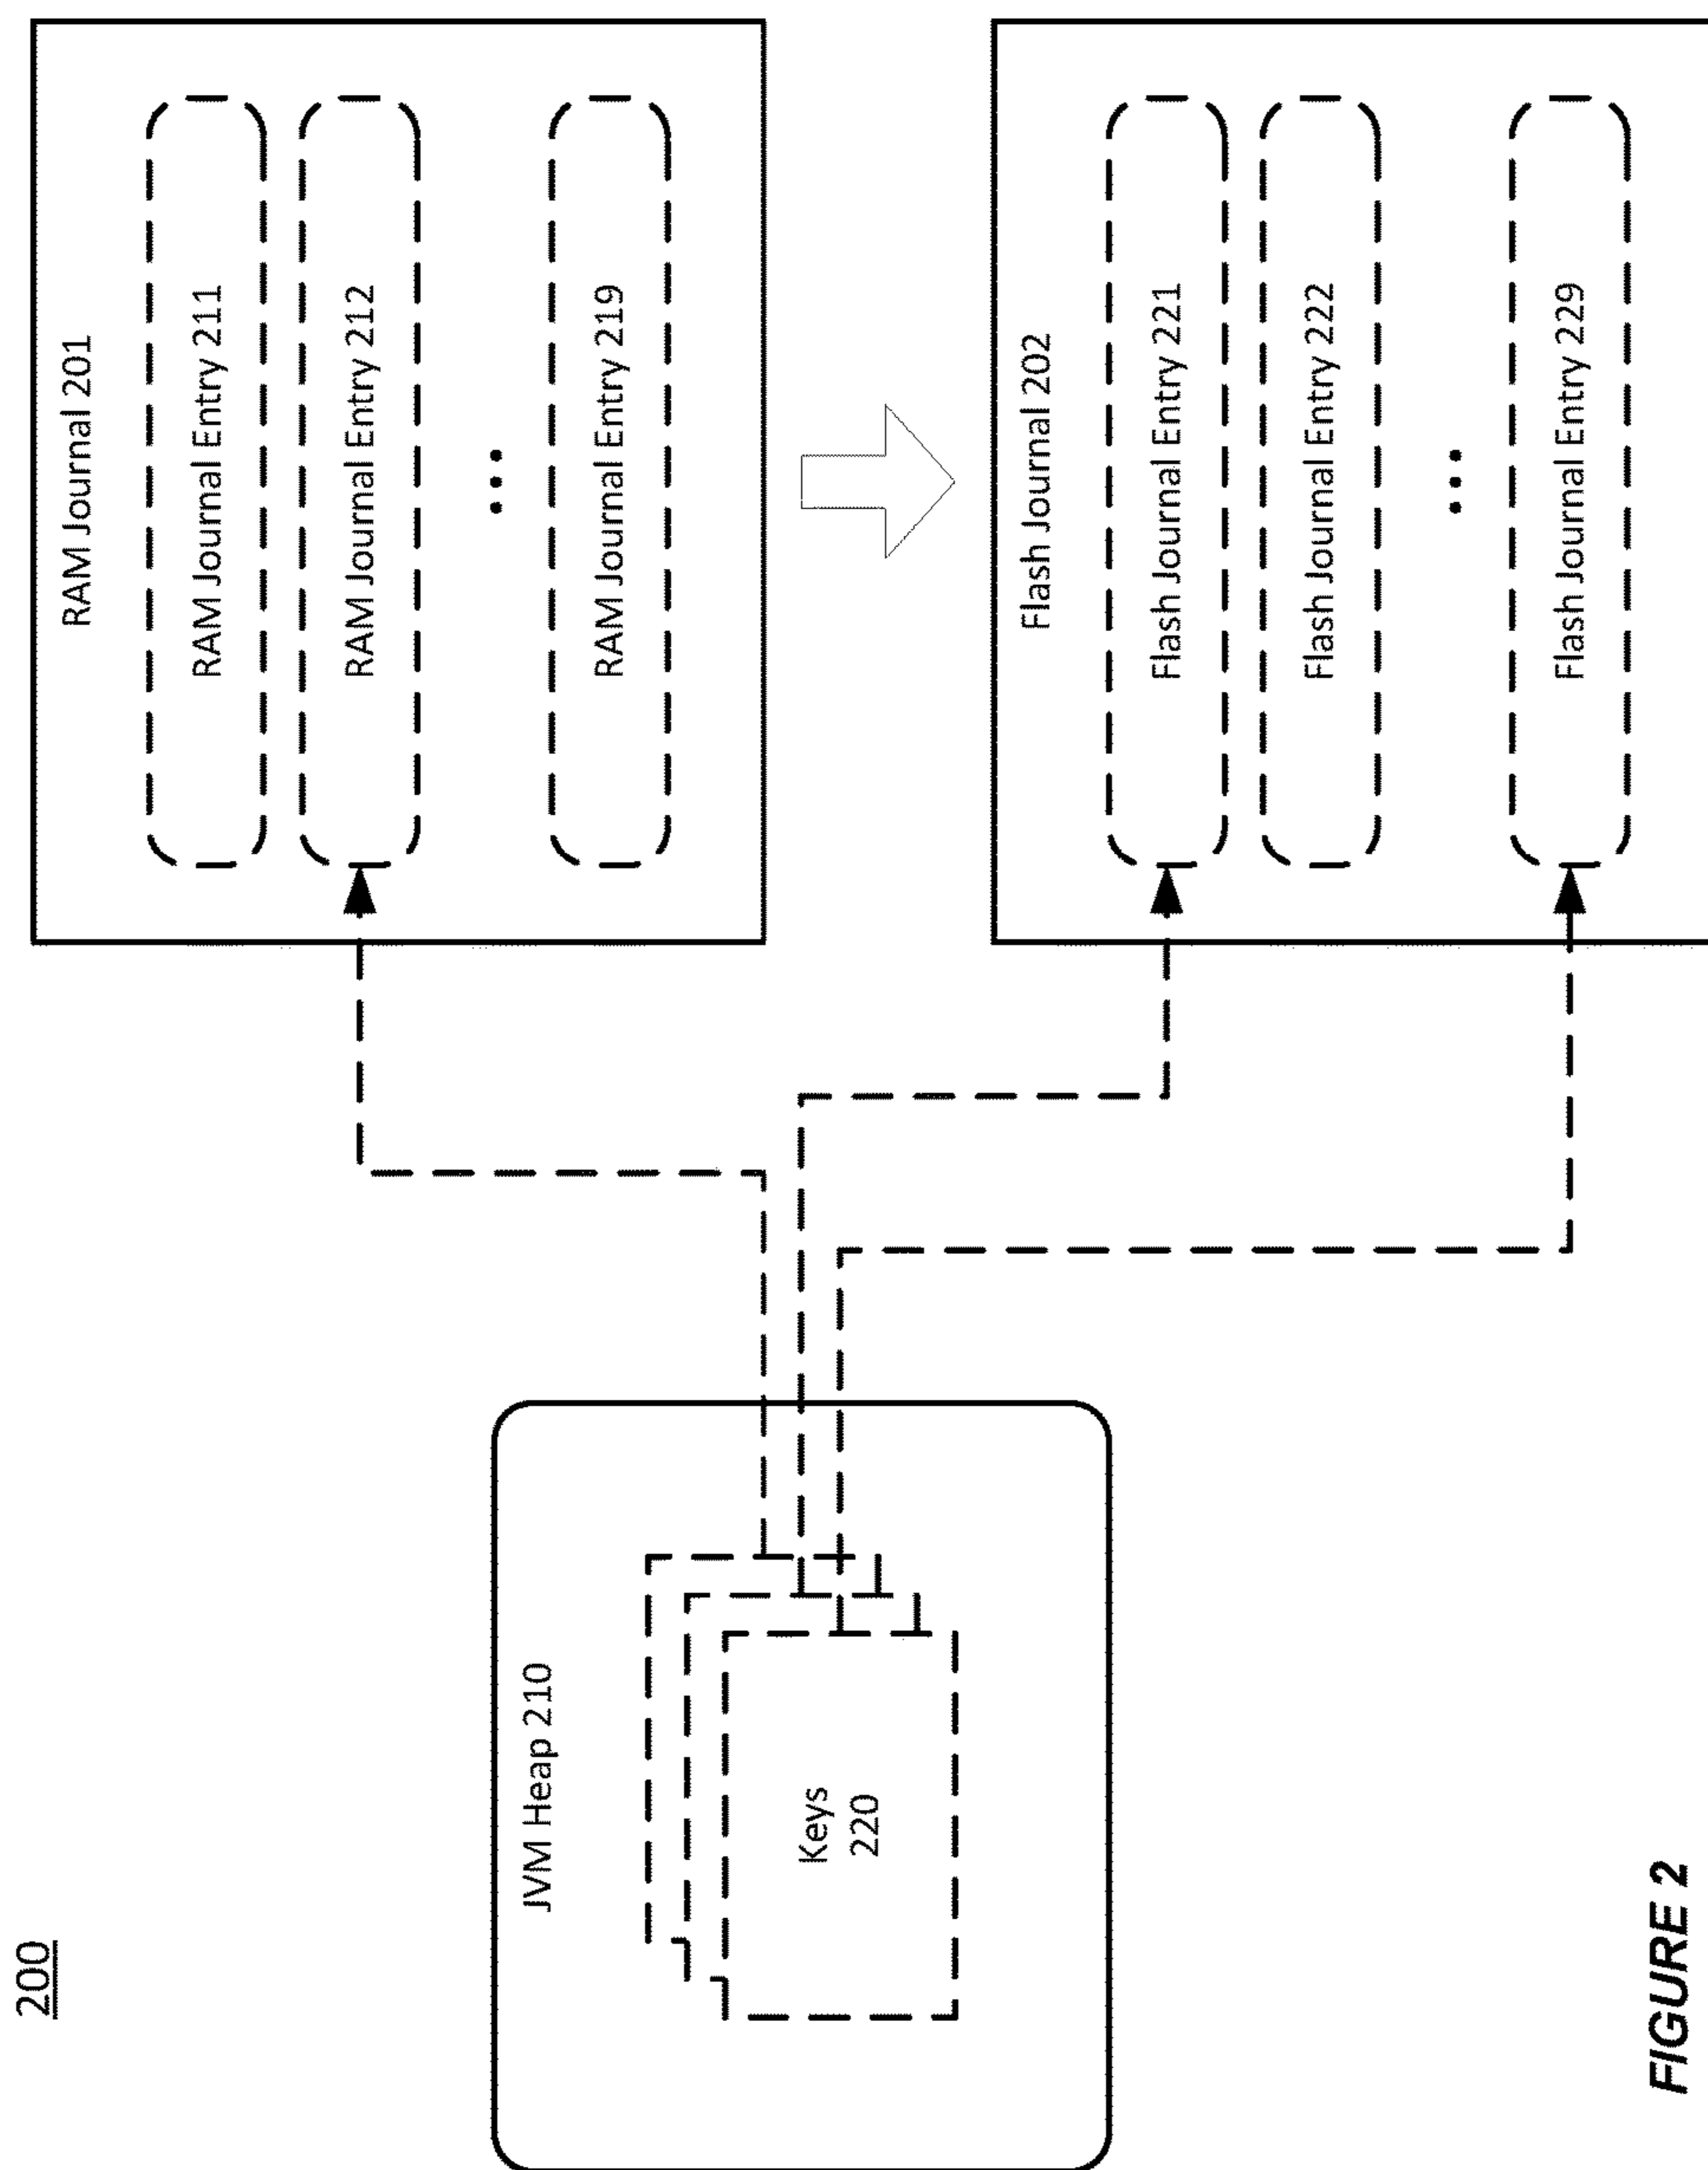 200
RAM Journal 201
RAM Journal Entry 211
RAM Journal Entry 212
...
RAM Journal Entry 219
JVM Heap 210
Keys
220
Flash Journal 202
Flash Journal Entry 221
Flash Journal Entry 222
...
Flash Journal Entry 229
FIGURE 2